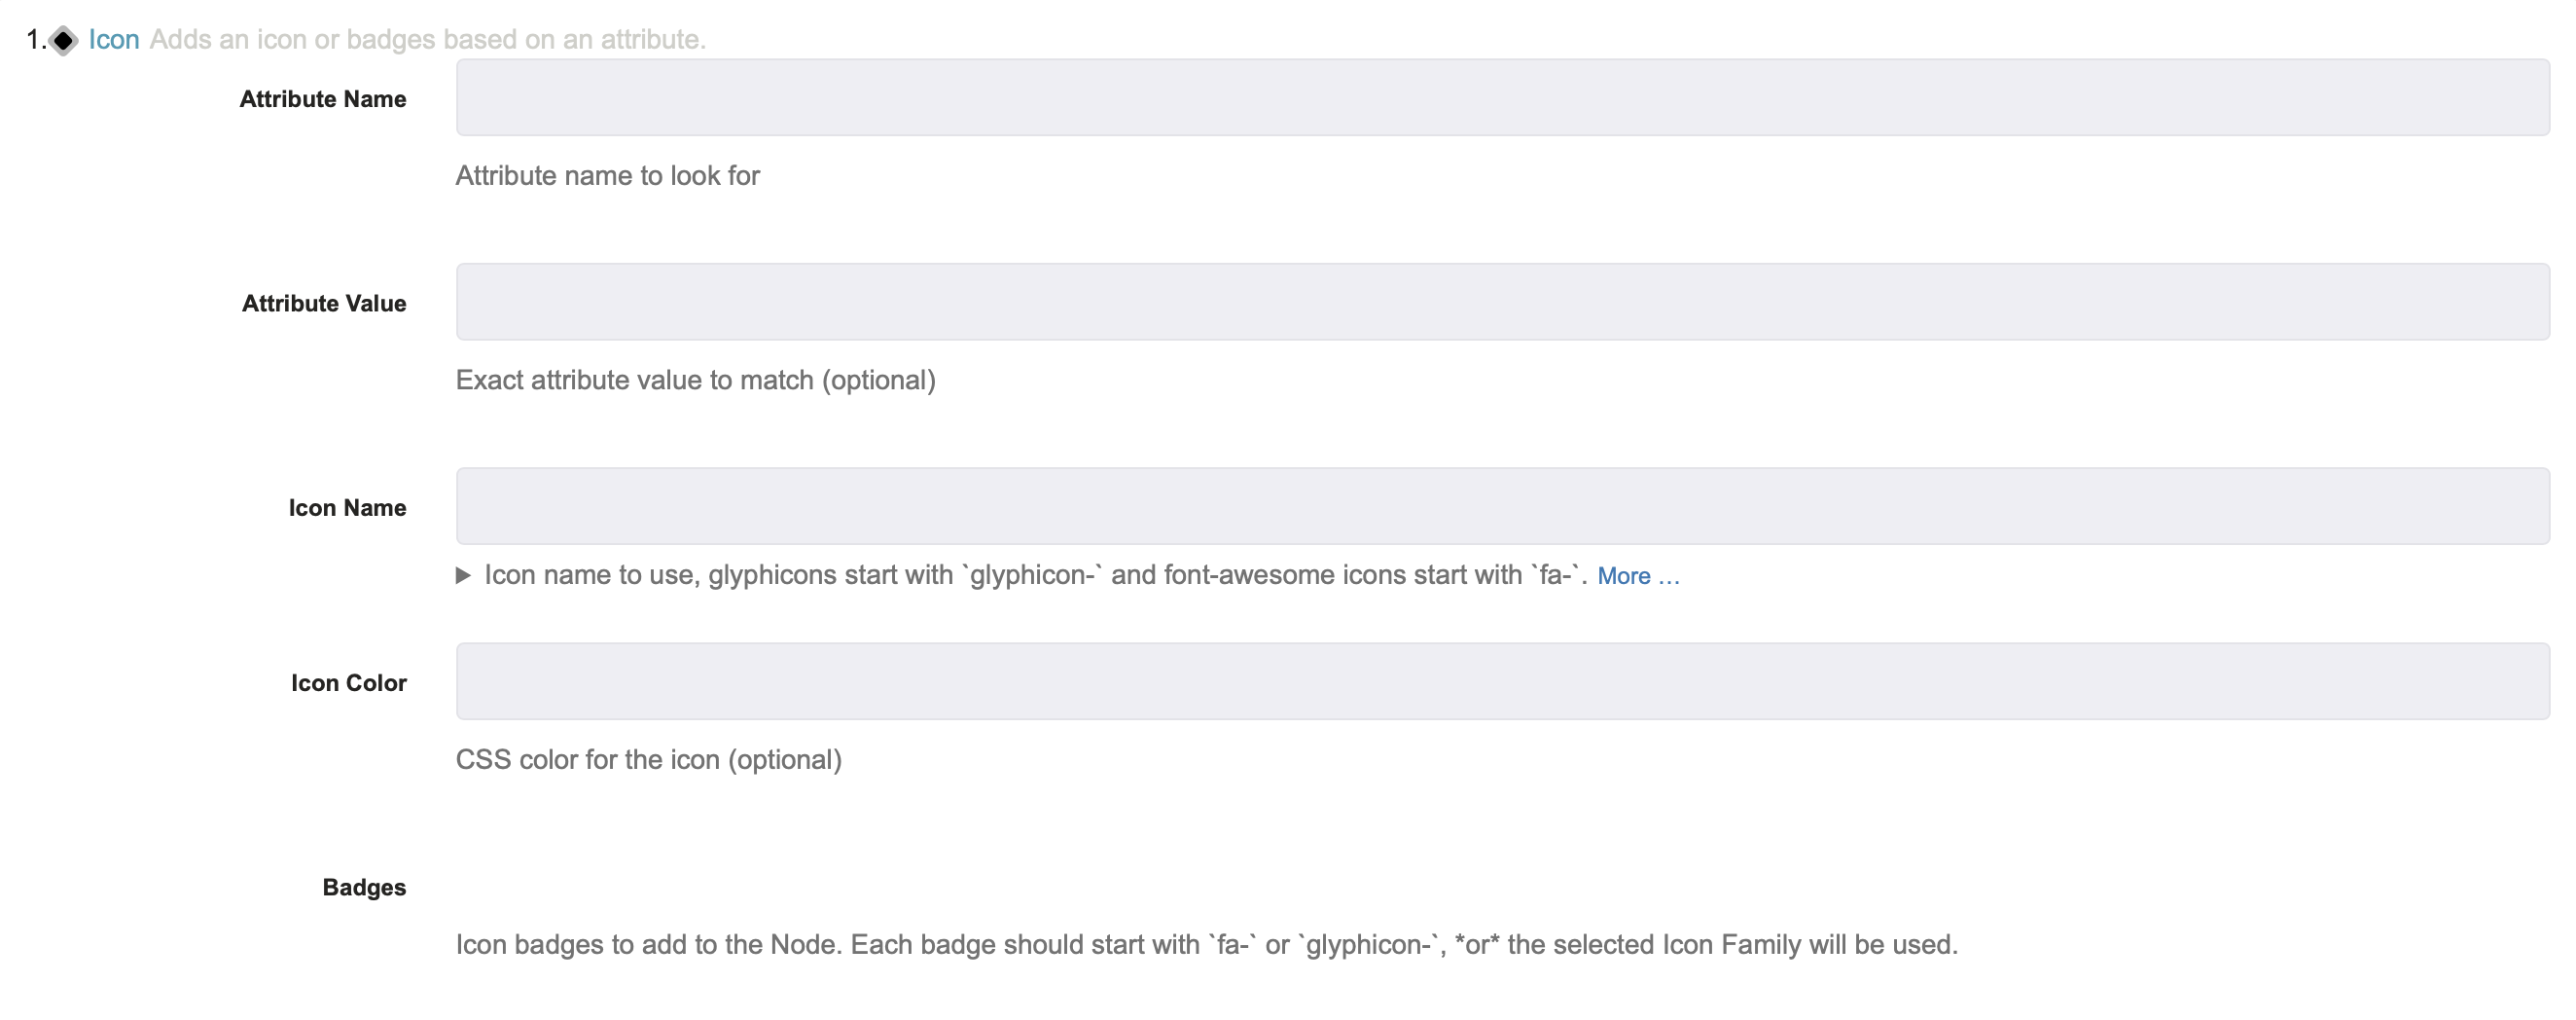 1. Icon Adds an icon or badges based on an attribute.
Attribute Name
Attribute name to look for
Attribute Value
Exact attribute value to match (optional)
Icon Name
Icon name to use, glyphicons start with `glyphicon-` and font-awesome icons start with `fa-`. More ...
Icon Color
CSS color for the icon (optional)
Badges
Icon badges to add to the Node. Each badge should start with `fa-` or `glyphicon-`, *or* the selected Icon Family will be used.